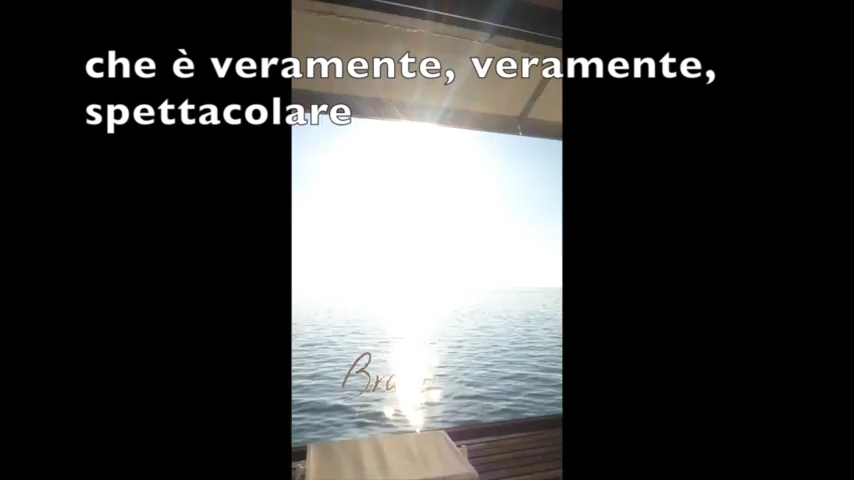 che è veramente, veramente,
spettacolare